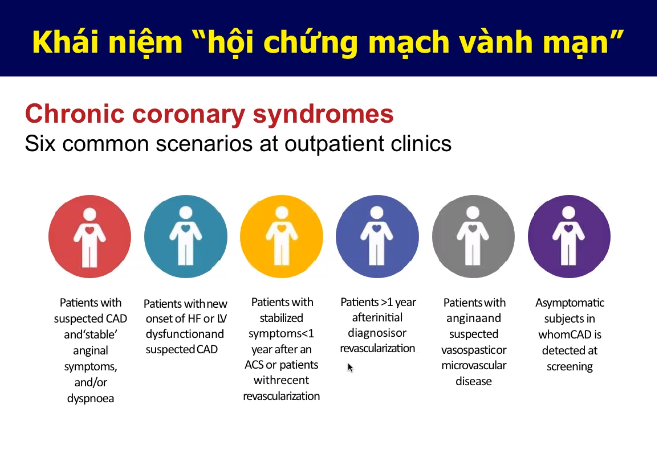 Khái niệm “hội chứng mạch vành mạn”
Chronic coronary syndromes
Six common scenarios at outpatient clinics
Patients with
suspected CAD
and‘stable’
anginal
symptoms,
and/or
dyspnoea
Patients withnew
onset of HF or LV
dysfunctionand
suspected CAD
Patients with
stabilized
symptoms<1
year after an
ACS or patients
withrecent
revascularization
Patients >1 year
afterinitial
diagnosisor
revascularization
Patients with
anginaand
suspected
vasospasticor
microvascular
disease
Asymptomatic
subjects in
whomCAD is
detected at
screening